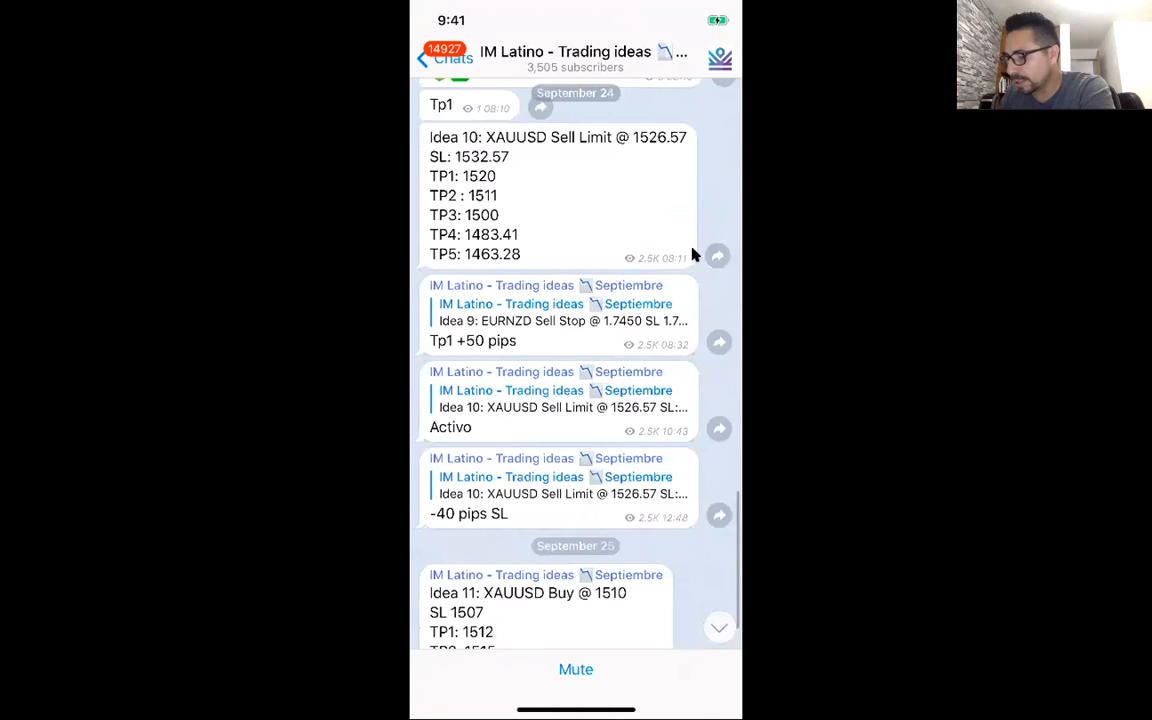 9:41
14927
Chats
IM Latino - Trading ideas 📉...
3,505 subscribers
September 24
Tp1
1 08:10
Idea 10: XAUUSD Sell Limit @ 1526.57
SL: 1532.57
TP1: 1520
TP2 : 1511
TP3: 1500
TP4: 1483.41
TP5: 1463.28
2.5K 08:11
IM Latino - Trading ideas 📉Septiembre
IM Latino - Trading ideas 📉Septiembre
Idea 9: EURNZD Sell Stop @ 1.7450 SL 1.7...
Tp1 +50 pips
2.5K 08:32
IM Latino - Trading ideas 📉Septiembre
IM Latino - Trading ideas 📉Septiembre
Idea 10: XAUUSD Sell Limit @ 1526.57 SL:...
Activo
2.5K 10:43
IM Latino - Trading ideas 📉Septiembre
IM Latino - Trading ideas 📉Septiembre
Idea 10: XAUUSD Sell Limit @ 1526.57 SL:...
-40 pips SL
2.5K 12:48
September 25
IM Latino - Trading ideas 📉Septiembre
Idea 11: XAUUSD Buy @ 1510
SL 1507
TP1: 1512
Mute